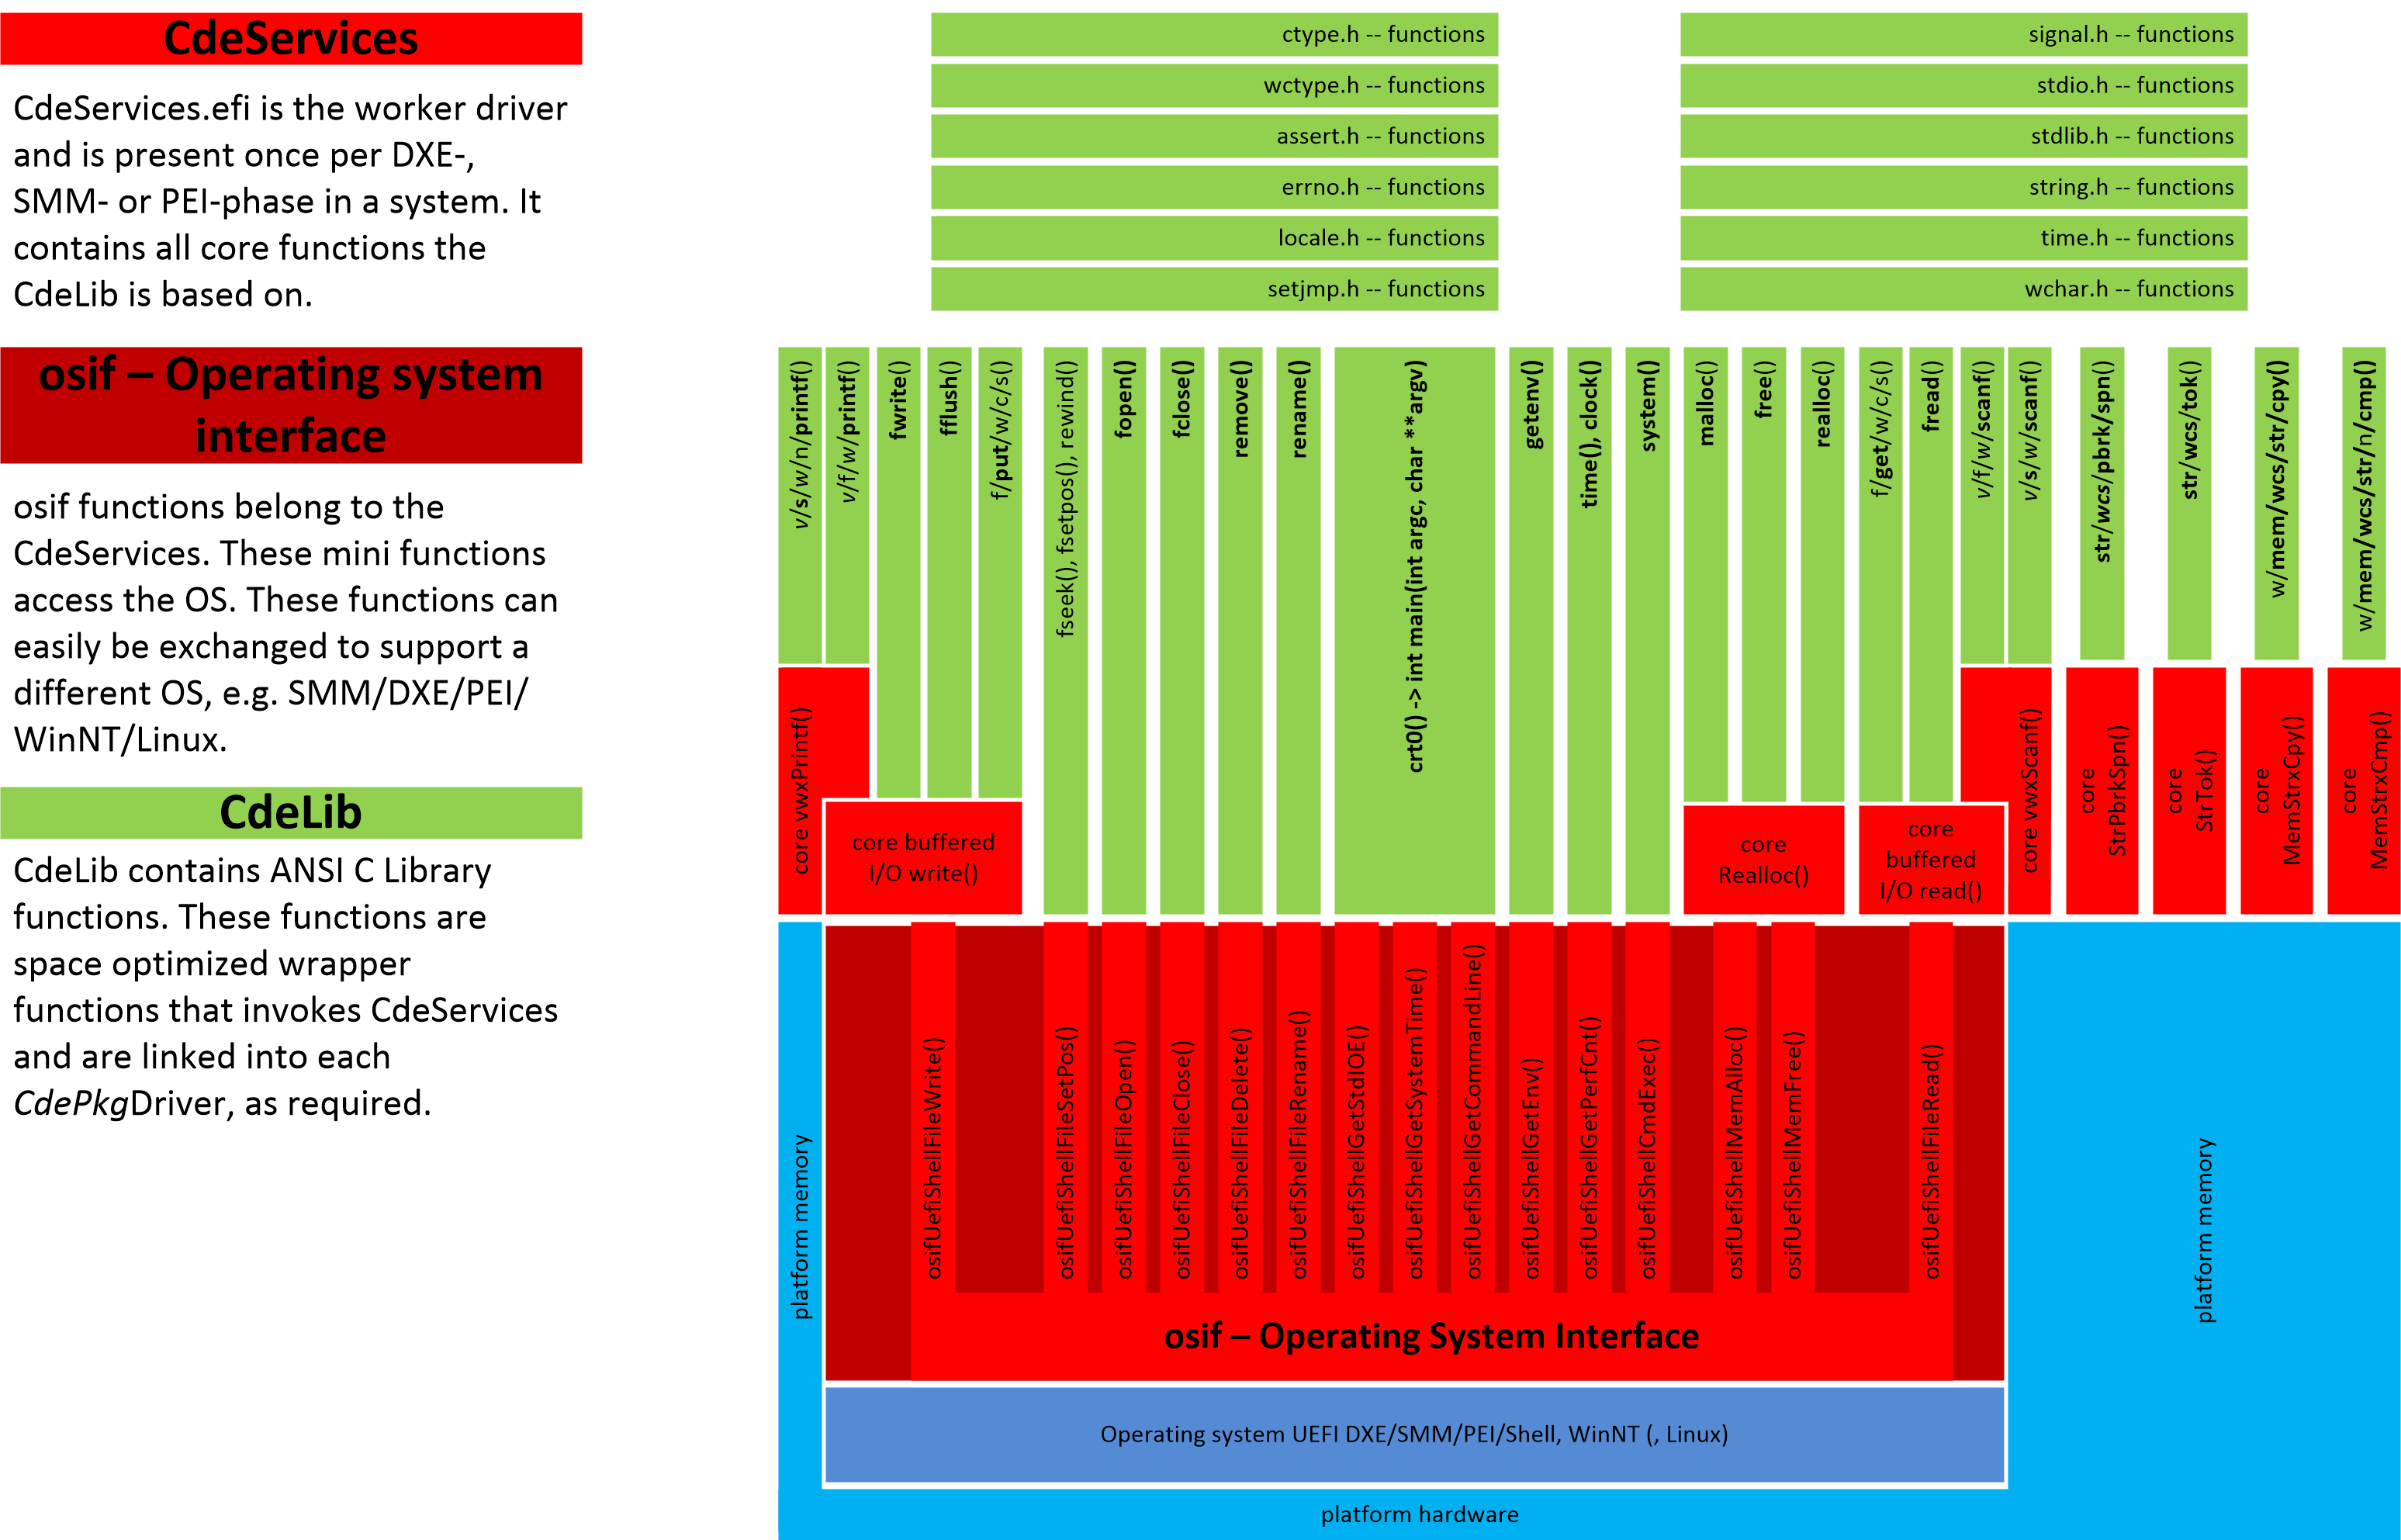 CdeServices
CdeServices.efi is the worker driver
and is present once per DXE-,
SMM- or PEI-phase in a system. It
contains all core functions the
CdeLib is based on.
osif – Operating system
interface
osif functions belong to the
CdeServices. These mini functions
access the OS. These functions can
easily be exchanged to support a
different OS, e.g. SMM/DXE/PEI/
WinNT/Linux.
CdeLib
CdeLib contains ANSI C Library
functions. These functions are
space optimized wrapper
functions that invokes CdeServices
and are linked into each
CdePkgDriver, as required.
ctype.h -- functions
wctype.h -- functions
assert.h -- functions
errno.h -- functions
locale.h -- functions
setjmp.h -- functions
signal.h -- functions
stdio.h -- functions
stdlib.h -- functions
string.h -- functions
time.h -- functions
wchar.h -- functions
v/s/w/n/printf()
v/f/w/printf()
fwrite()
fflush()
f/put/w/c/s()
fseek(), fsetpos(), rewind()
fopen()
fclose()
remove()
rename()
crt0() -> int main(int argc, char **argv)
getenv()
time(), clock()
system()
malloc()
free()
realloc()
f/get/w/c/s()
fread()
v/f/w/scanf()
v/s/w/scanf()
str/wcs/pbrk/spn()
str/wcs/tok()
w/mem/wcs/str/cpy()
w/mem/wcs/str/n/cmp()
core vwxPrintf()
core buffered
I/O write()
core
Realloc()
core
buffered
I/O read()
core vwxScanf()
core
StrPbrkSpn()
core
StrTok()
core
MemStrxCpy()
core
MemStrxCmp()
platform memory
osifUefiShellFileWrite()
osifUefiShellFileSetPos()
osifUefiShellFileOpen()
osifUefiShellFileClose()
osifUefiShellFileDelete()
osifUefiShellFileRename()
osifUefiShellGetStdIOE()
osifUefiShellGetSystemTime()
osifUefiShellGetCommandLine()
osifUefiShellGetEnv()
osifUefiShellGetPerfCnt()
osifUefiShellCmdExec()
osifUefiShellMemAlloc()
osifUefiShellMemFree()
osifUefiShellFileRead()
platform memory
osif – Operating System Interface
Operating system UEFI DXE/SMM/PEI/Shell, WinNT (, Linux)
platform hardware